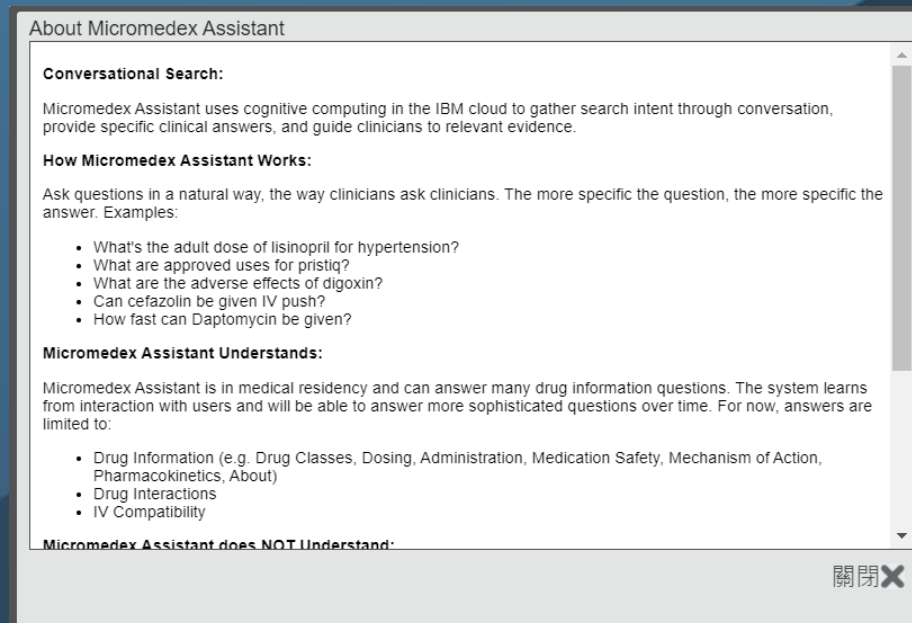 About Micromedex Assistant
Conversational Search:
Micromedex Assistant uses cognitive computing in the IBM cloud to gather search intent through conversation,
provide specific clinical answers, and guide clinicians to relevant evidence.
How Micromedex Assistant Works:
Ask questions in a natural way, the way clinicians ask clinicians. The more specific the question, the more specific the
answer. Examples:
• What's the adult dose of lisinopril for hypertension?
• What are approved uses for pristiq?
• What are the adverse effects of digoxin?
• Can cefazolin be given IV push?
• How fast can Daptomycin be given?
Micromedex Assistant Understands:
Micromedex Assistant is in medical residency and can answer many drug information questions. The system learns
from interaction with users and will be able to answer more sophisticated questions over time. For now, answers are
limited to:
• Drug Information (e.g. Drug Classes, Dosing, Administration, Medication Safety, Mechanism of Action,
Pharmacokinetics, About)
• Drug Interactions
• IV Compatibility
Micromedex Assistant does NOT Understand:
關閉